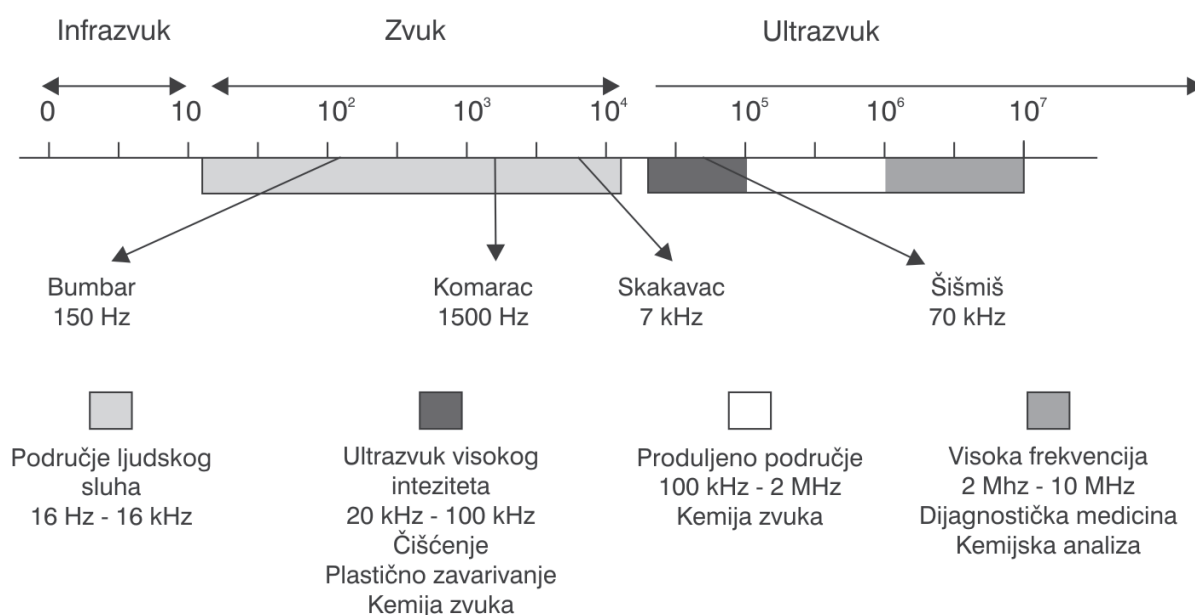 Infrazvuk Zvuk Ultrazvuk
0 10 10² 10³ 10⁴ 10⁵ 10⁶ 10⁷
Bumbar
150 Hz
Komarac
1500 Hz
Skakavac
7 kHz
Šišmiš
70 kHz
Područje ljudskog
sluha
16 Hz - 16 kHz
Ultrazvuk visokog
inteziteta
20 kHz - 100 kHz
Čišćenje
Plastično zavarivanje
Kemija zvuka
Produljeno područje
100 kHz - 2 MHz
Kemija zvuka
Visoka frekvencija
2 Mhz - 10 MHz
Dijagnostička medicina
Kemijska analiza